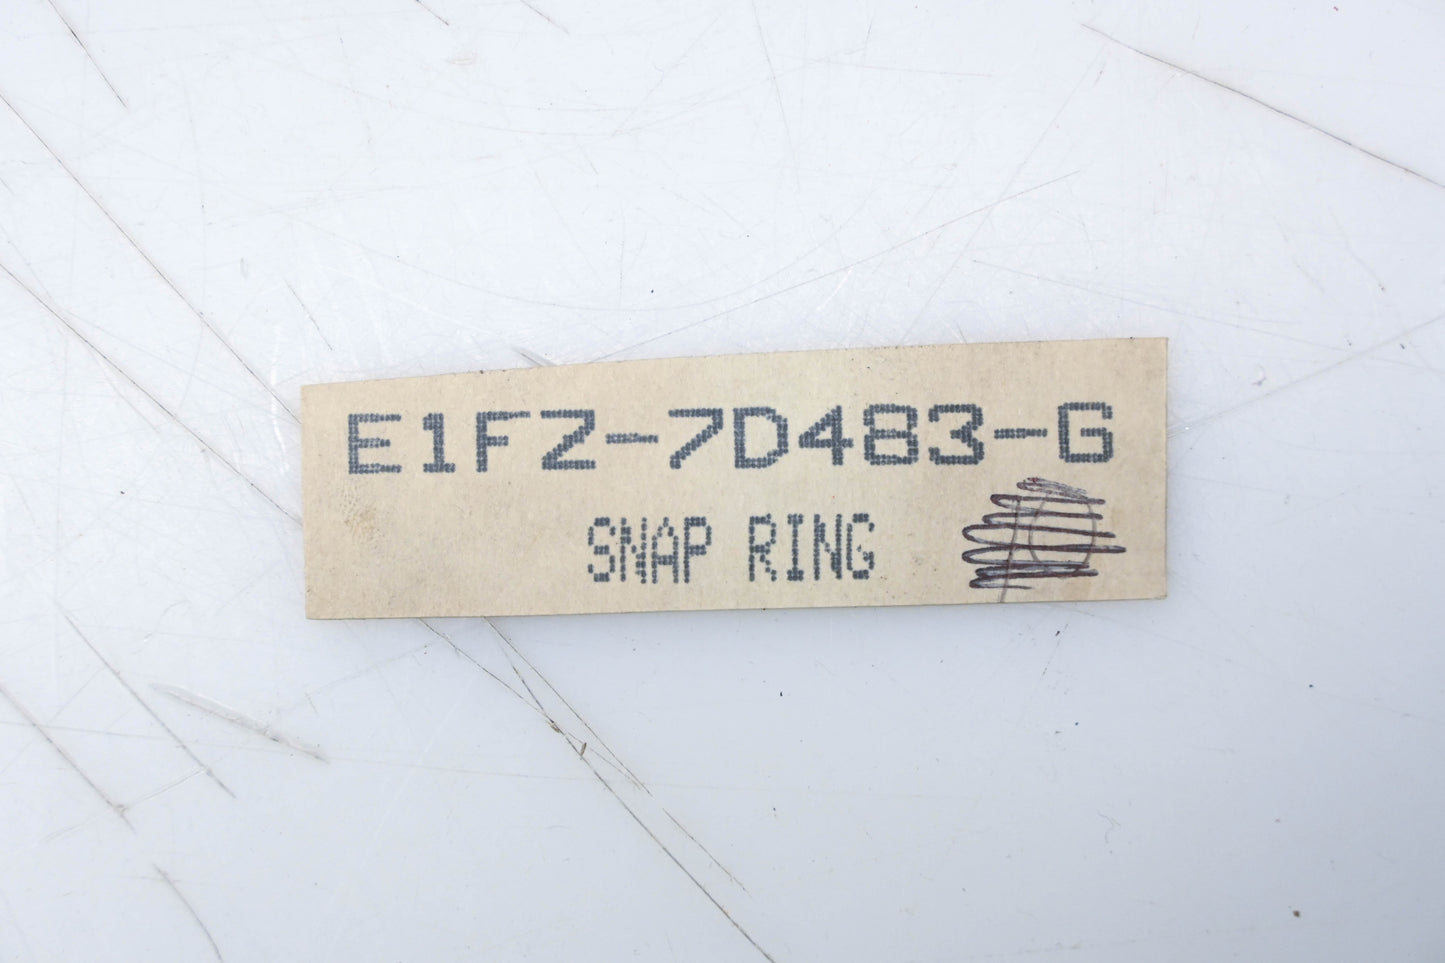 E1FZ-7D483-G
SNAP RING